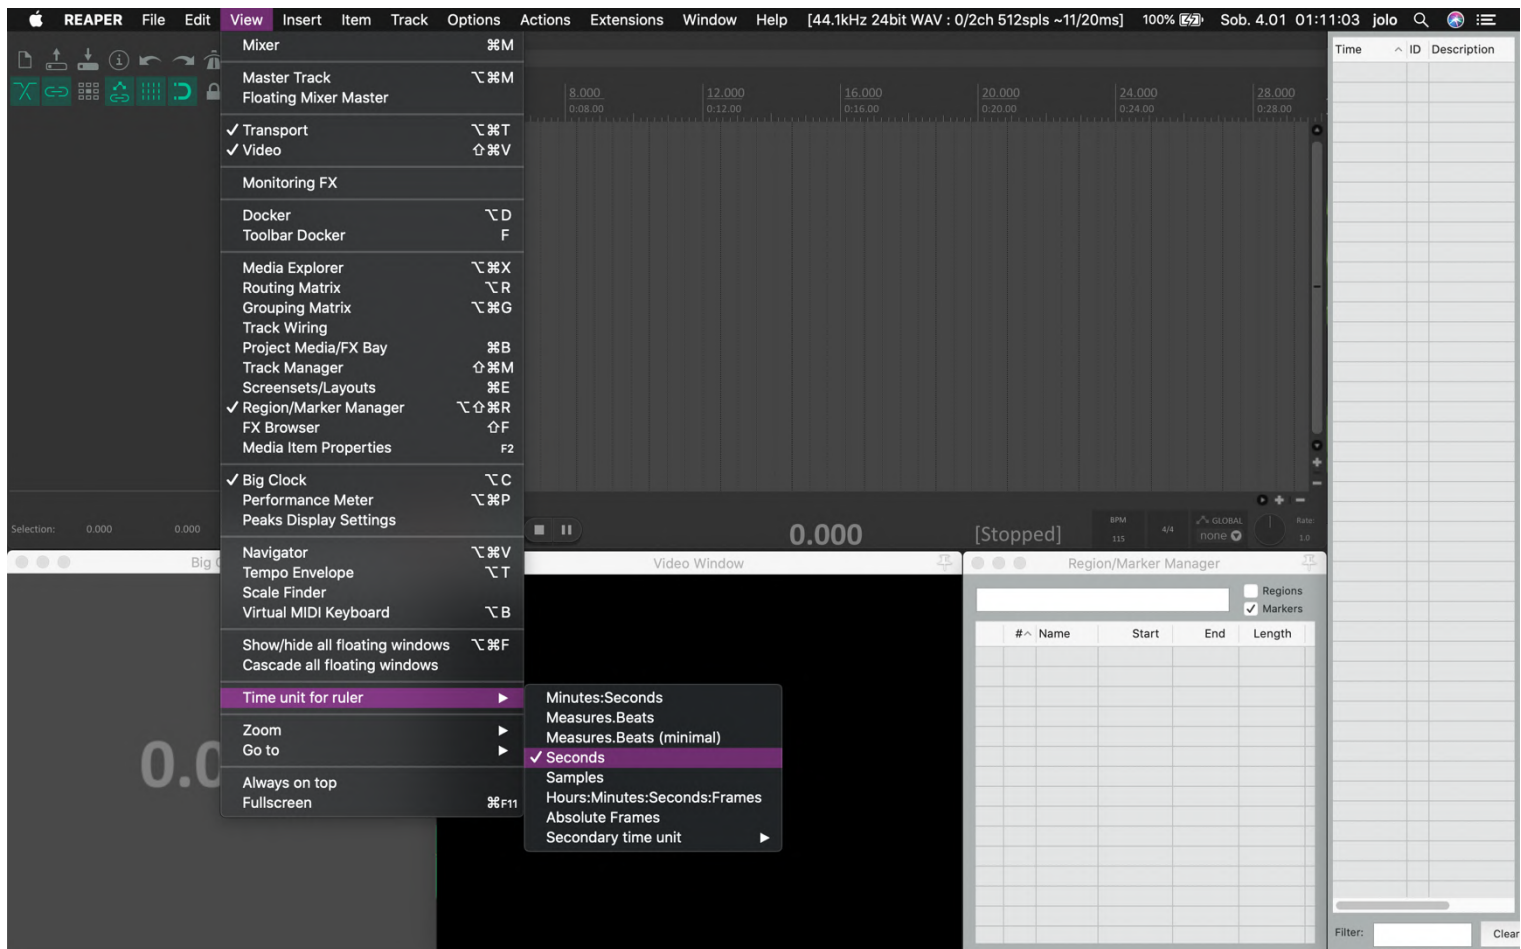 REAPER File Edit View Insert Item Track Options Actions Extensions Window Help [44.1kHz 24bit WAV : 0/2ch 512spls ~11/20ms] 100% Sob. 4.01 01:11:03 jolo
Mixer ⌘M
Master Track ⌥⌘M
Floating Mixer Master
✓ Transport ⌥⌘T
✓ Video ⇧⌘V
Monitoring FX
Docker ⌥D
Toolbar Docker F
Media Explorer ⌥⌘X
Routing Matrix ⌥R
Grouping Matrix ⌥⌘G
Track Wiring
Project Media/FX Bay ⌘B
Track Manager ⇧⌘M
Screensets/Layouts ⌘E
✓ Region/Marker Manager ⌥⇧⌘R
FX Browser ⇧F
Media Item Properties F2
✓ Big Clock ⌥C
Performance Meter ⌥⌘P
Peaks Display Settings
Navigator ⌥⌘V
Tempo Envelope ⌥T
Scale Finder
Virtual MIDI Keyboard ⌥B
Show/hide all floating windows ⌥⌘F
Cascade all floating windows
Time unit for ruler ▶
Zoom ▶
Go to ▶
Always on top
Fullscreen ⌘F11
Minutes:Seconds
Measures.Beats
Measures.Beats (minimal)
✓ Seconds
Samples
Hours:Minutes:Seconds:Frames
Absolute Frames
Secondary time unit ▶
8.000 12.000 16.000 20.000 24.000 28.000
0:08.00 0:12.00 0:16.00 0:20.00 0:24.00 0:28.00
Selection: 0.000 0.000
0.000 [Stopped]
BPM
115
4/4
GLOBAL
none
Rate:
1.0
Big
0.0
Video Window
Region/Marker Manager
Regions
✓ Markers
# Name Start End Length
Time ID Description
Filter: Clear